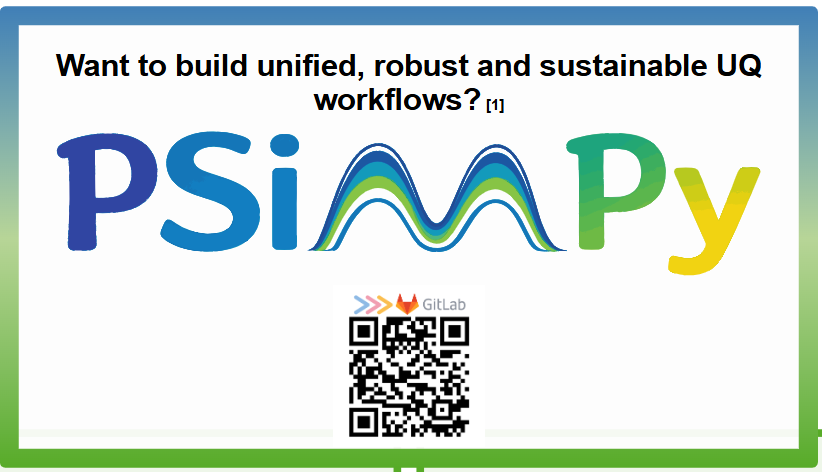 Want to build unified, robust and sustainable UQ
workflows? [1]
PSimPy
GitLab